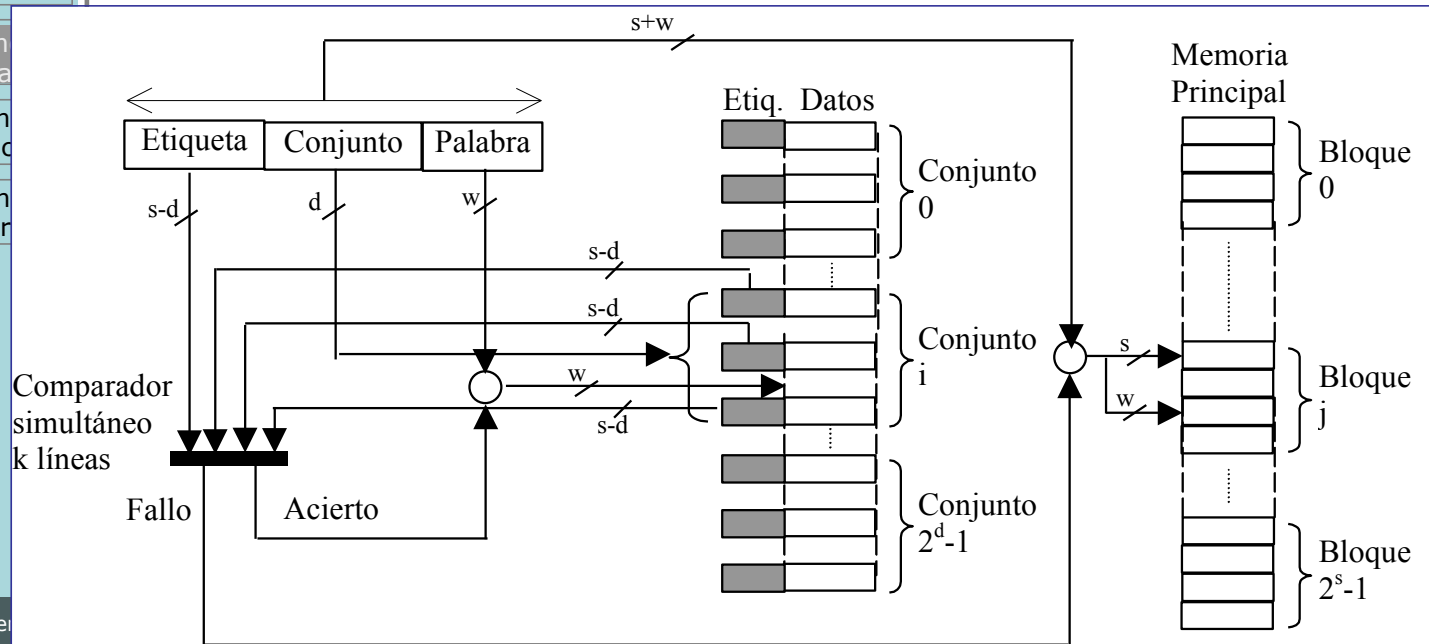 s+w
Memoria
Principal
Etiq. Datos
Etiqueta Conjunto Palabra
Bloque
0
Conjunto
0
s-d
d
w
s-d
s-d
Conjunto
i
s
Bloque
j
w
w
s-d
Comparador
simultáneo
k líneas
Fallo
Acierto
Conjunto
2^d-1
Bloque
2^s-1